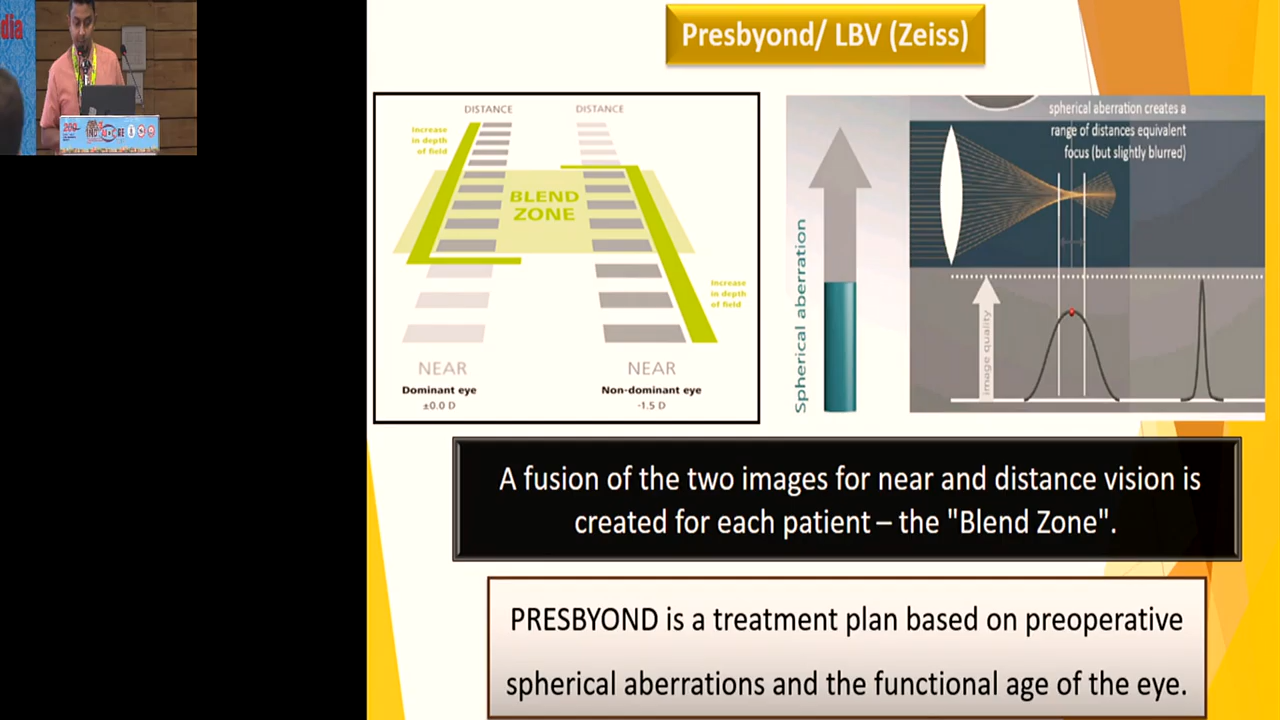 dia
Presbyond/ LBV (Zeiss)
DISTANCE
DISTANCE
Increase
in depth
of field
BLEND
ZONE
Increase
in depth
of field
NEAR
NEAR
Dominant eye
Non-dominant eye
±0.0 D
-1.5 D
Spherical aberration
spherical aberration creates a
range of distances equivalent
focus (but slightly blurred)
image quality
A fusion of the two images for near and distance vision is
created for each patient – the "Blend Zone".
PRESBYOND is a treatment plan based on preoperative
spherical aberrations and the functional age of the eye.